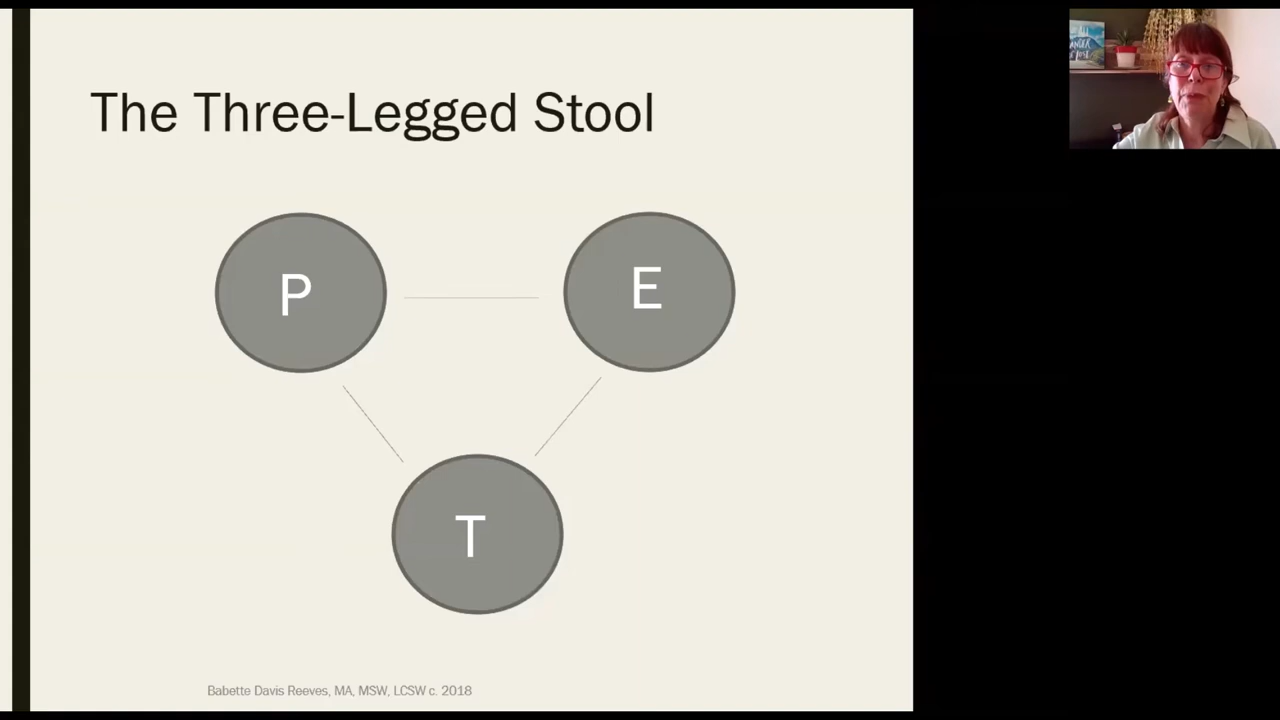 The Three-Legged Stool
P
E
T
Babette Davis Reeves, MA, MSW, LCSW c. 2018